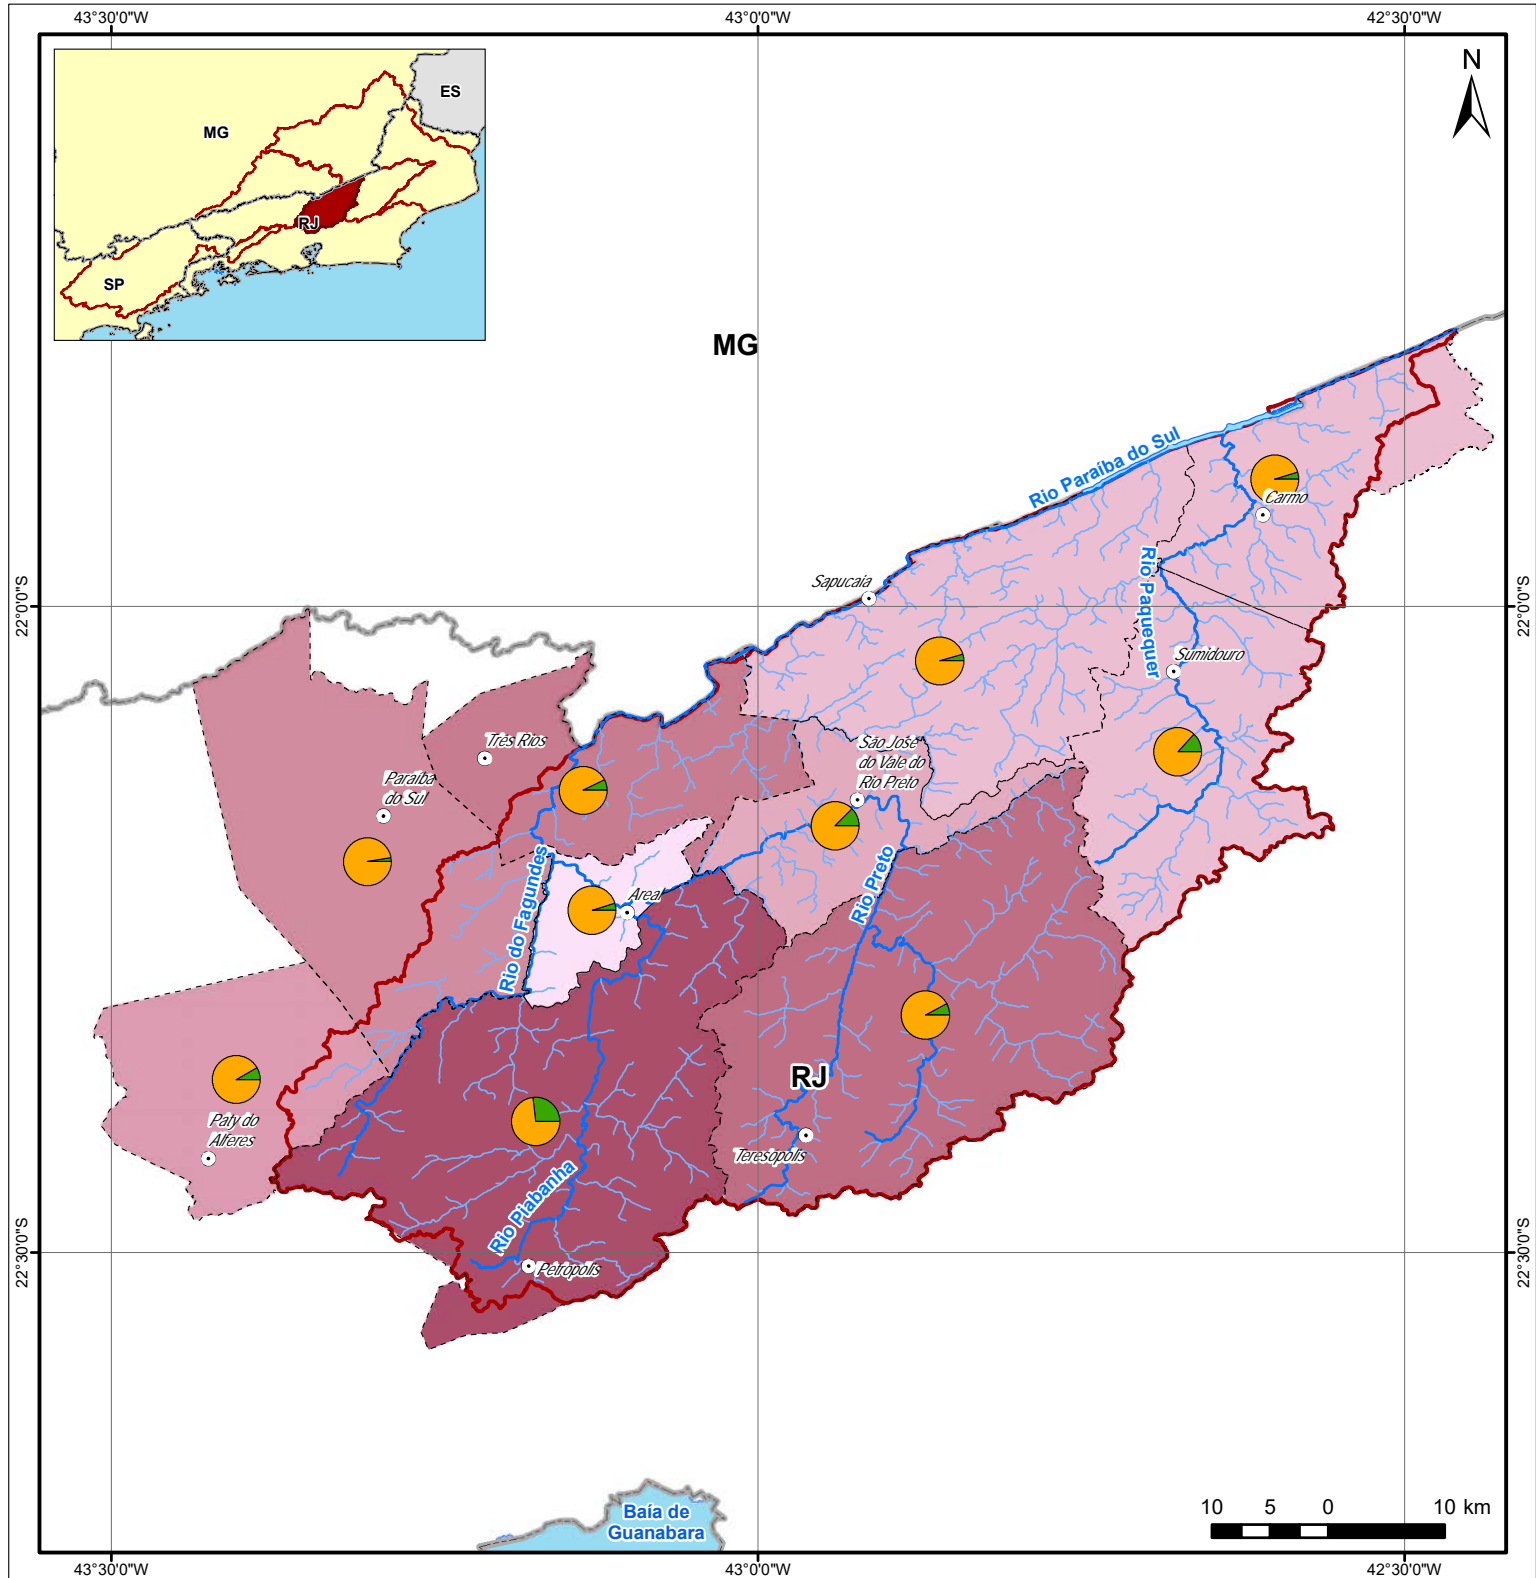 43°30'0"W
43°0'0"W
42°30'0"W
ES
MG
RJ
SP
N
MG
Rio Paraíba do Sul
Carmo
Rio Paquequer
Sapucaia
22°0'0"S
22°0'0"S
Sumidouro
Três Rios
São José
do Vale do
Rio Preto
Paraíba
do Sul
Rio do Fagundes
Areal
Rio Preto
RJ
Paty do
Alferes
Teresópolis
Rio Piabanha
22°30'0"S
22°30'0"S
Petrópolis
Baía de
Guanabara
10 5 0 10 km
43°30'0"W
43°0'0"W
42°30'0"W